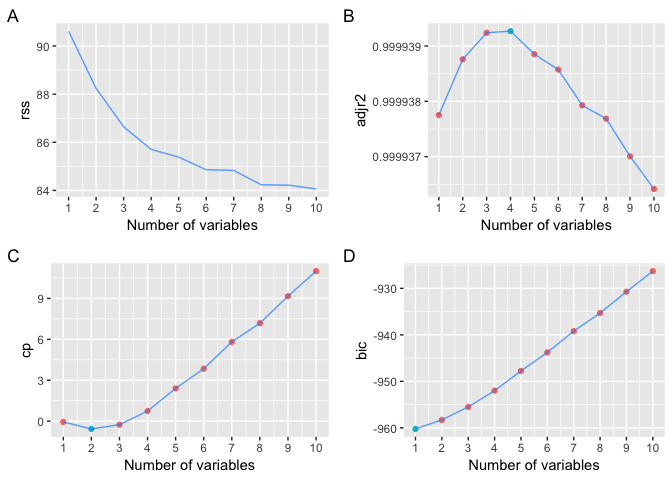 A
rss
90
88
86
84
1 2 3 4 5 6 7 8 9 10
Number of variables
B
adjr2
0.999939
0.999938
0.999937
1 2 3 4 5 6 7 8 9 10
Number of variables
C
cp
9
6
3
0
1 2 3 4 5 6 7 8 9 10
Number of variables
D
bic
-930
-940
-950
-960
1 2 3 4 5 6 7 8 9 10
Number of variables